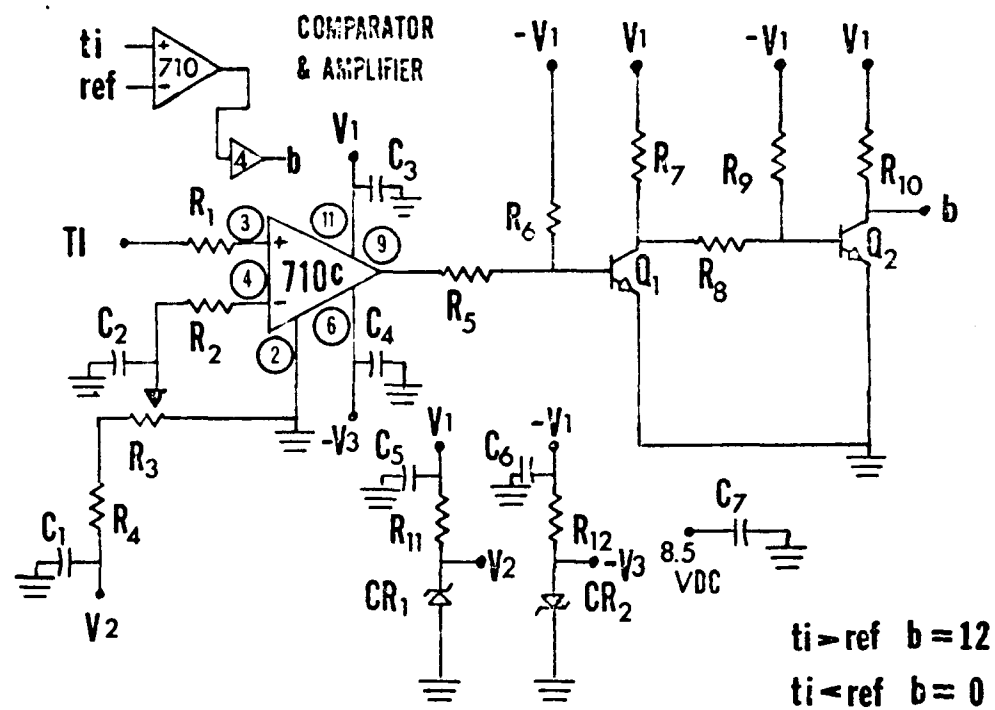 COMPARATOR
& AMPLIFIER
ti
ref
+
-
710
4
b
-V1
V1
-V1
V1
V1
C3
R1
3
11
9
TI
+
710C
-
4
R2
6
2
C2
C4
R3
-V3
R4
C1
V2
R5
R6
R7
Q1
R8
R9
R10
b
Q2
V1
C5
R11
V2
CR1
-V1
C6
R12
-V3
CR2
C7
8.5
VDC
ti>ref b=12
ti<ref b=0